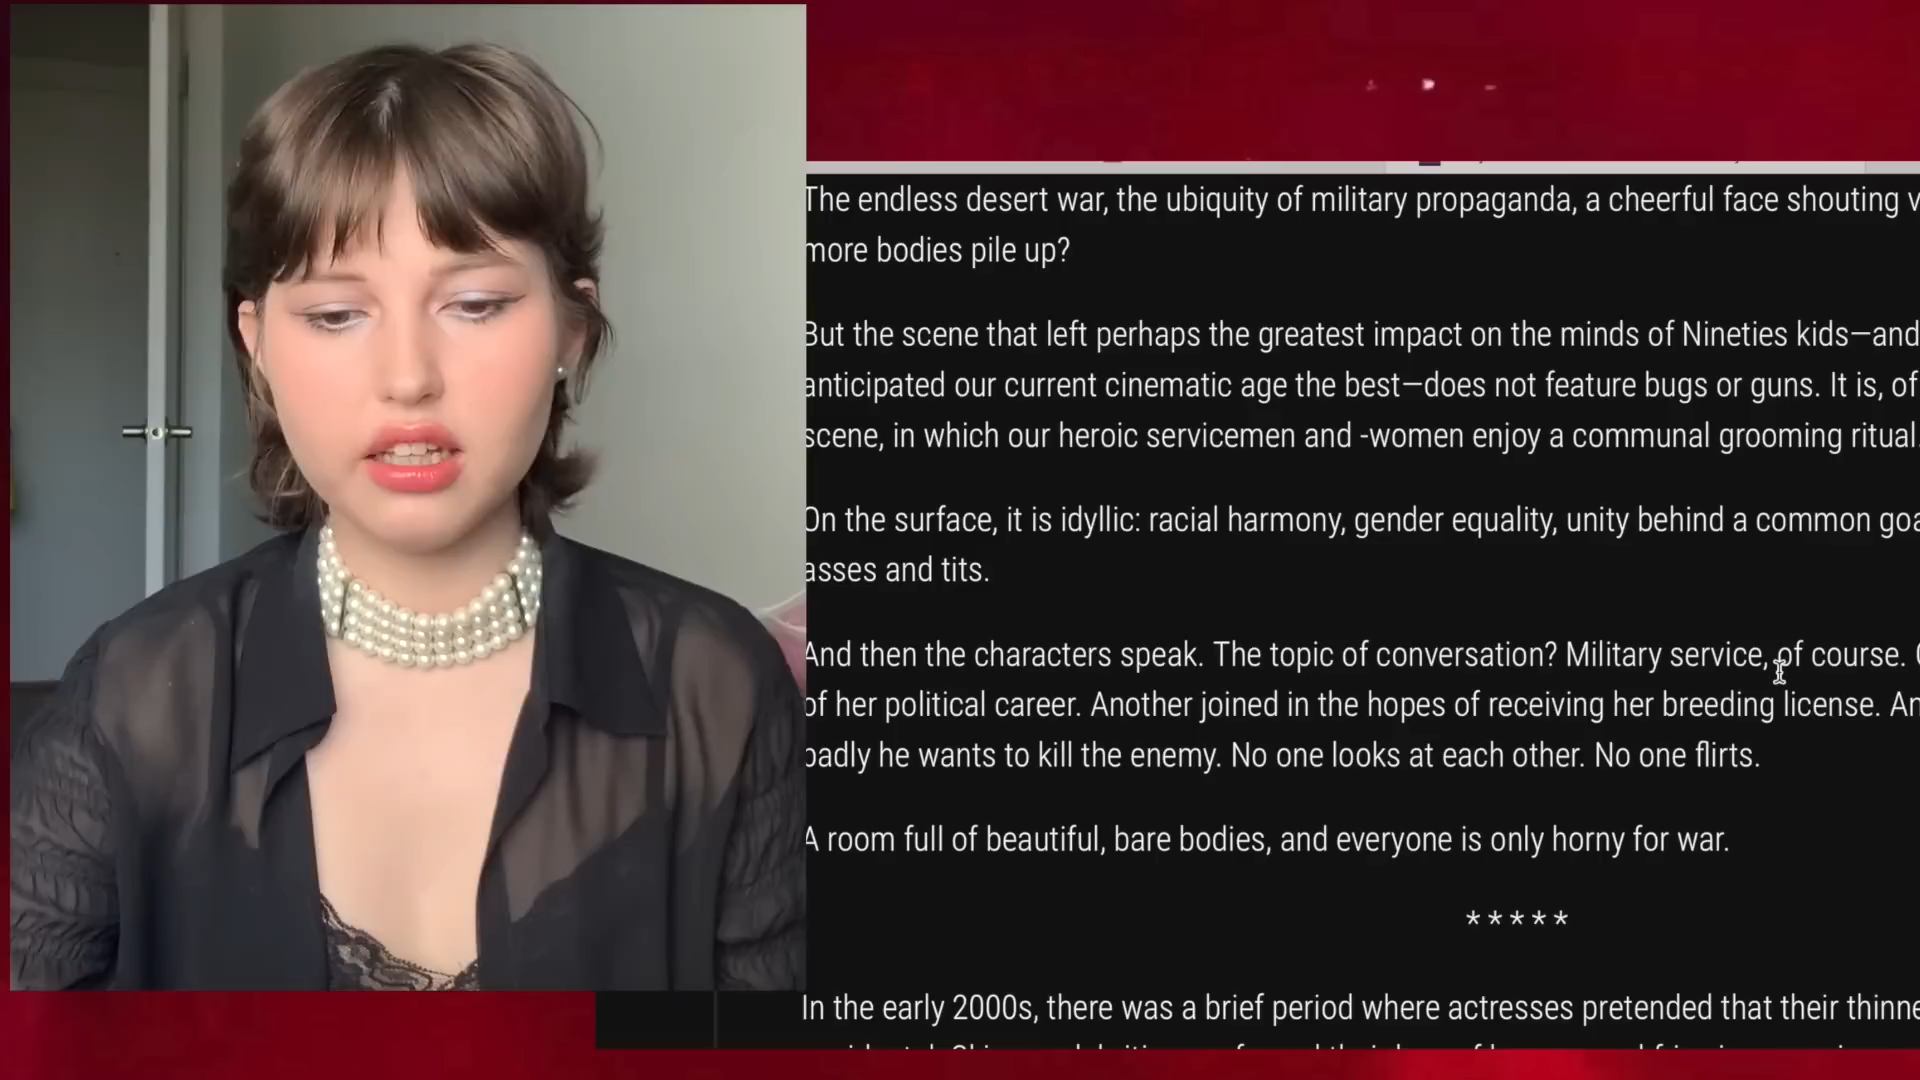 The endless desert war, the ubiquity of military propaganda, a cheerful face shouting
more bodies pile up?
But the scene that left perhaps the greatest impact on the minds of Nineties kids—and
anticipated our current cinematic age the best—does not feature bugs or guns. It is, of
scene, in which our heroic servicemen and -women enjoy a communal grooming ritual.
On the surface, it is idyllic: racial harmony, gender equality, unity behind a common
asses and tits.
And then the characters speak. The topic of conversation? Military service, of course.
of her political career. Another joined in the hopes of receiving her breeding license.
badly he wants to kill the enemy. No one looks at each other. No one flirts.
A room full of beautiful, bare bodies, and everyone is only horny for war.
*****
In the early 2000s, there was a brief period where actresses pretended that their